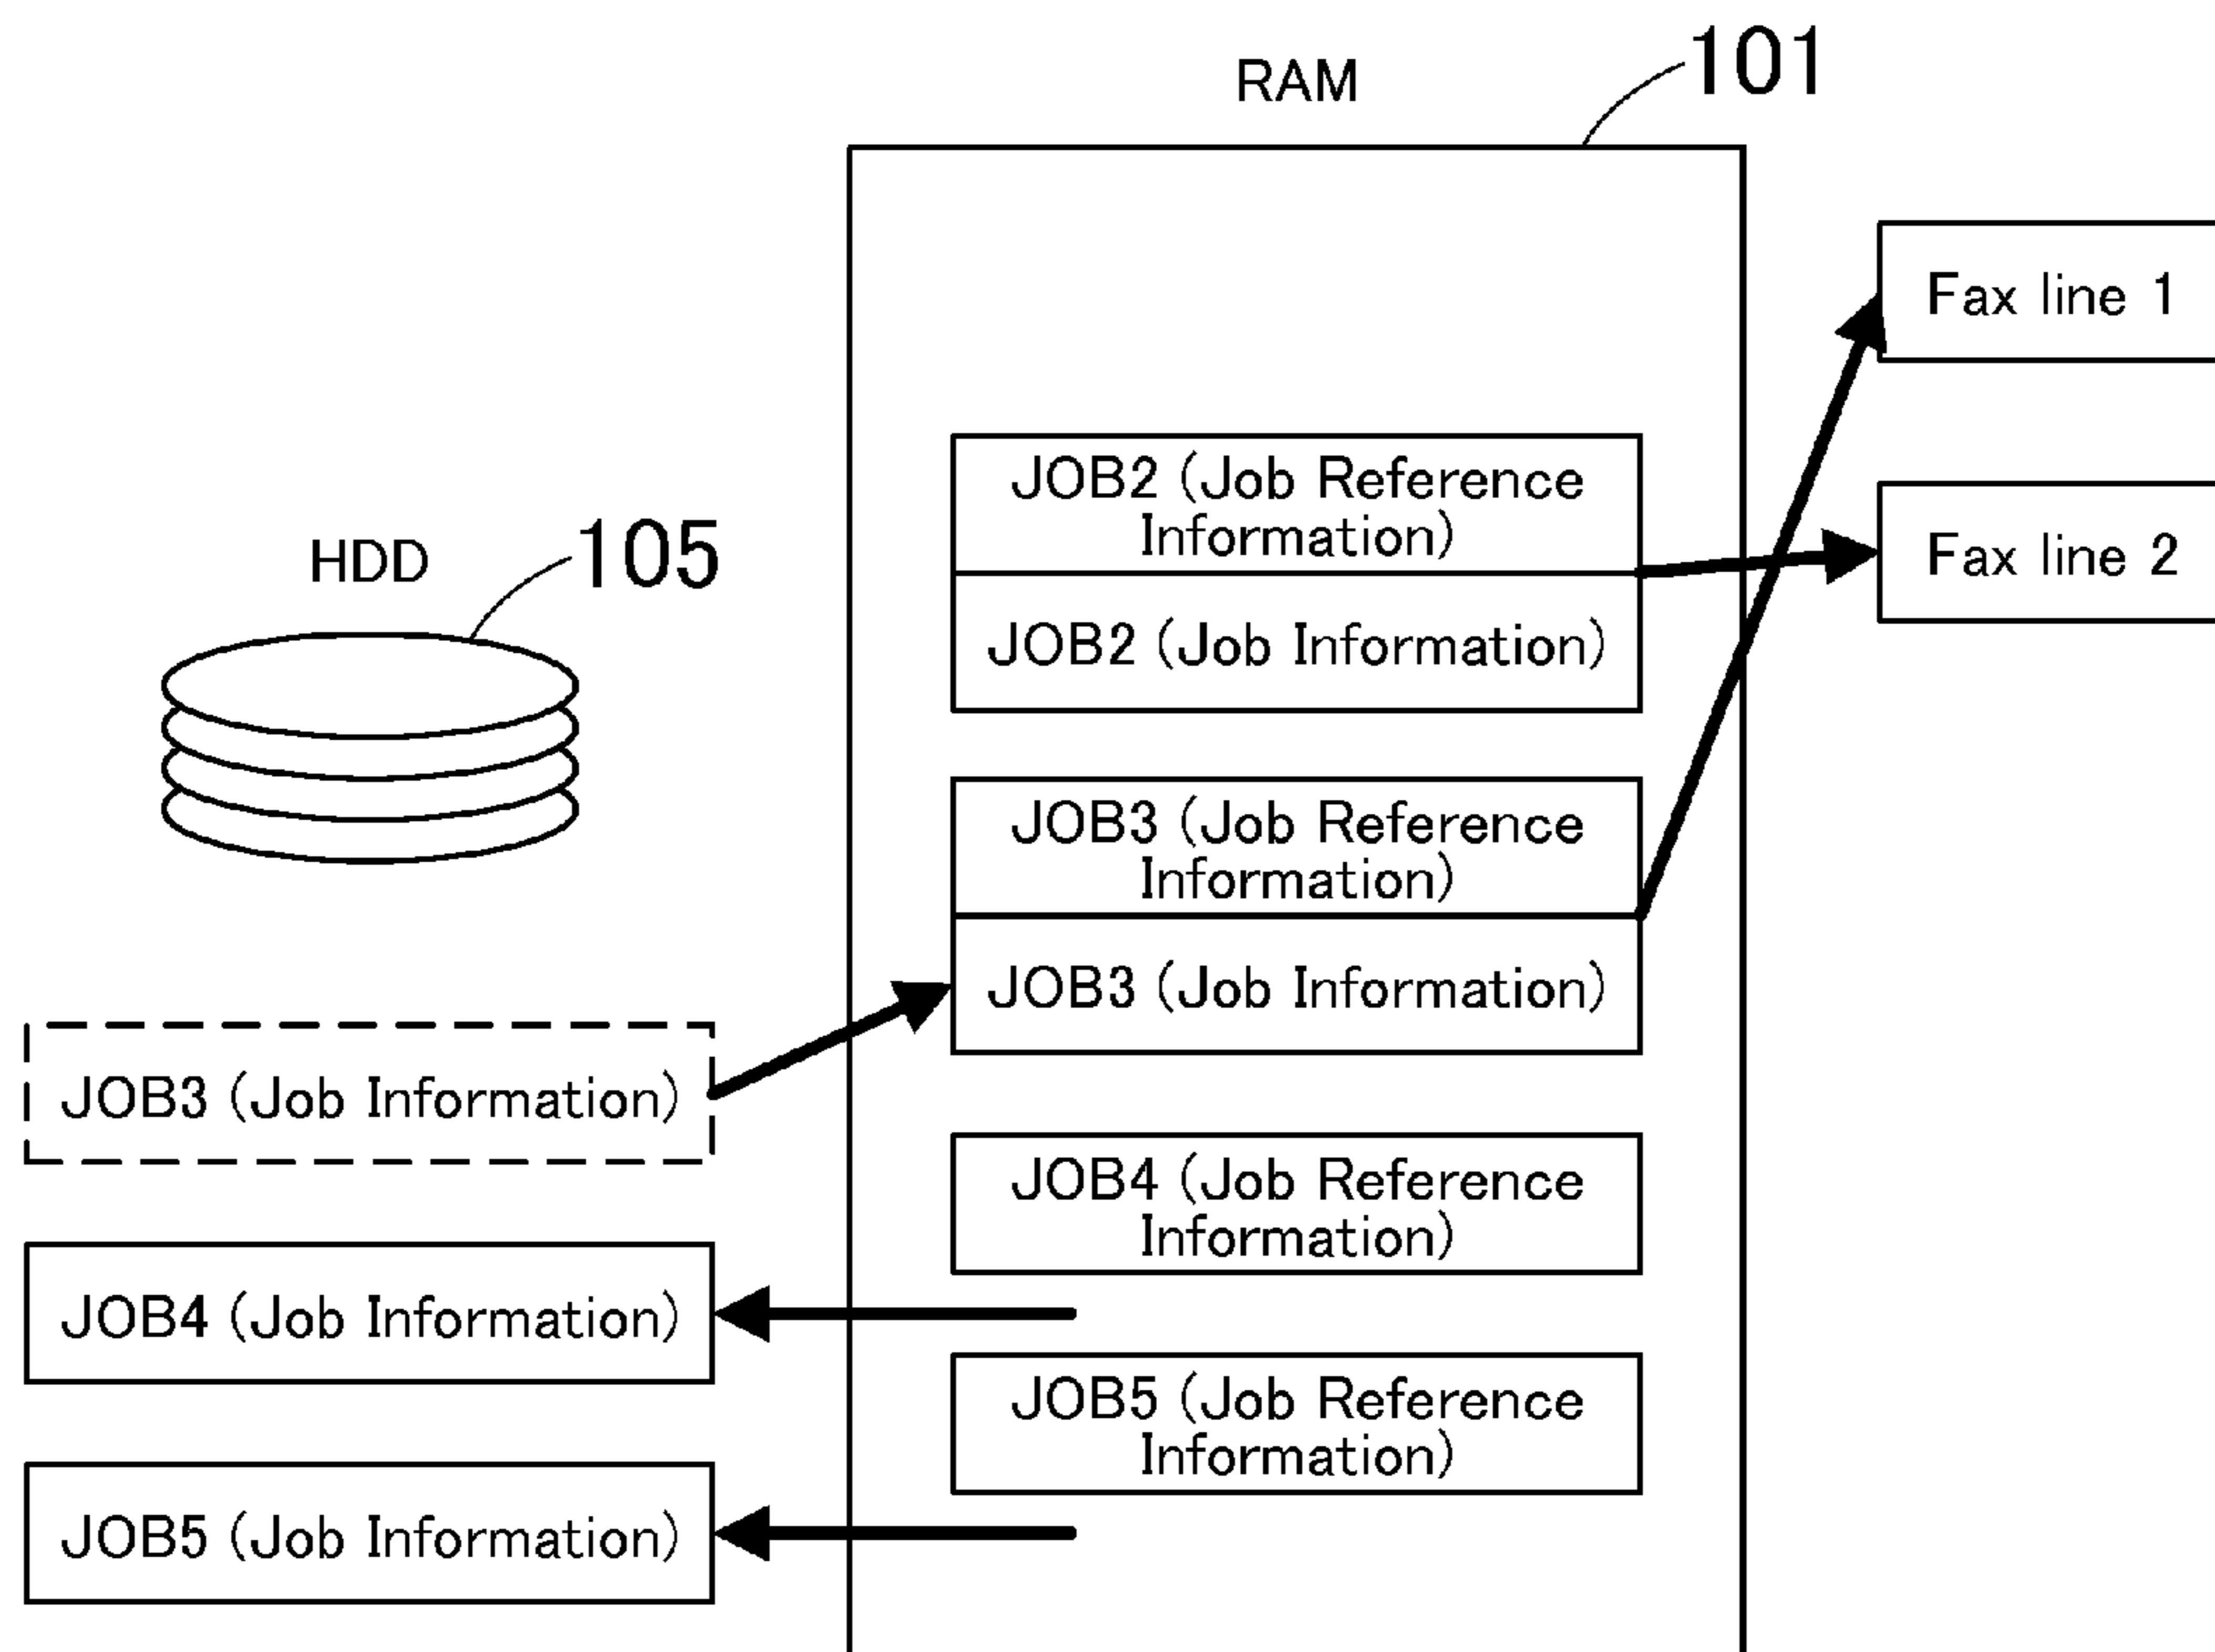 RAM
101
Fax line 1
JOB2 (Job Reference
Information)
JOB2 (Job Information)
Fax line 2
HDD
105
JOB3 (Job Reference
Information)
JOB3 (Job Information)
JOB3 (Job Information)
JOB4 (Job Reference
Information)
JOB4 (Job Information)
JOB5 (Job Reference
Information)
JOB5 (Job Information)